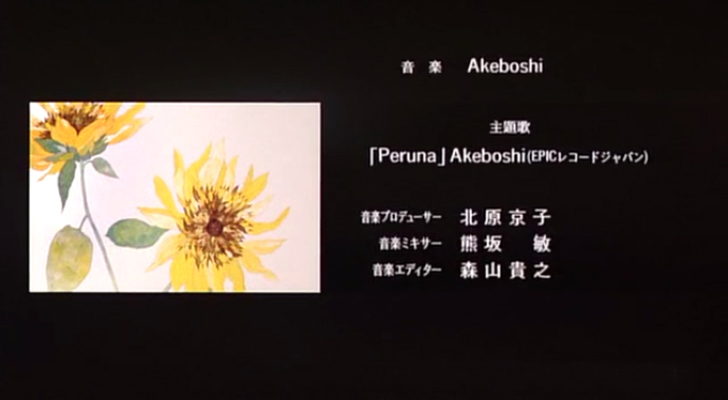 音楽 Akeboshi
主題歌
「Peruna」Akeboshi(EPICレコードジャパン)
音楽プロデューサー 北原京子
音楽ミキサー 熊坂 敏
音楽エディター 森山貴之